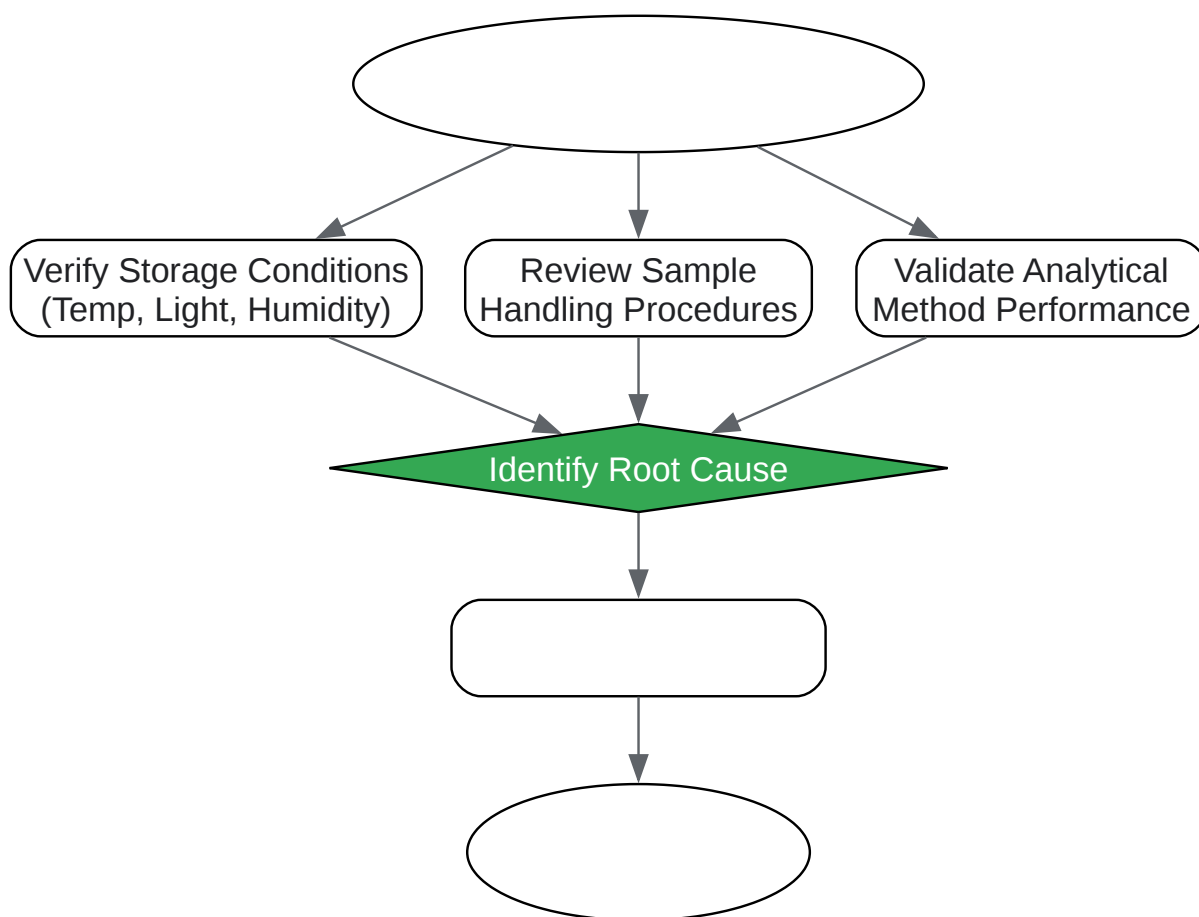 Verify Storage Conditions
(Temp, Light, Humidity)
Review Sample
Handling Procedures
Validate Analytical
Method Performance
Identify Root Cause